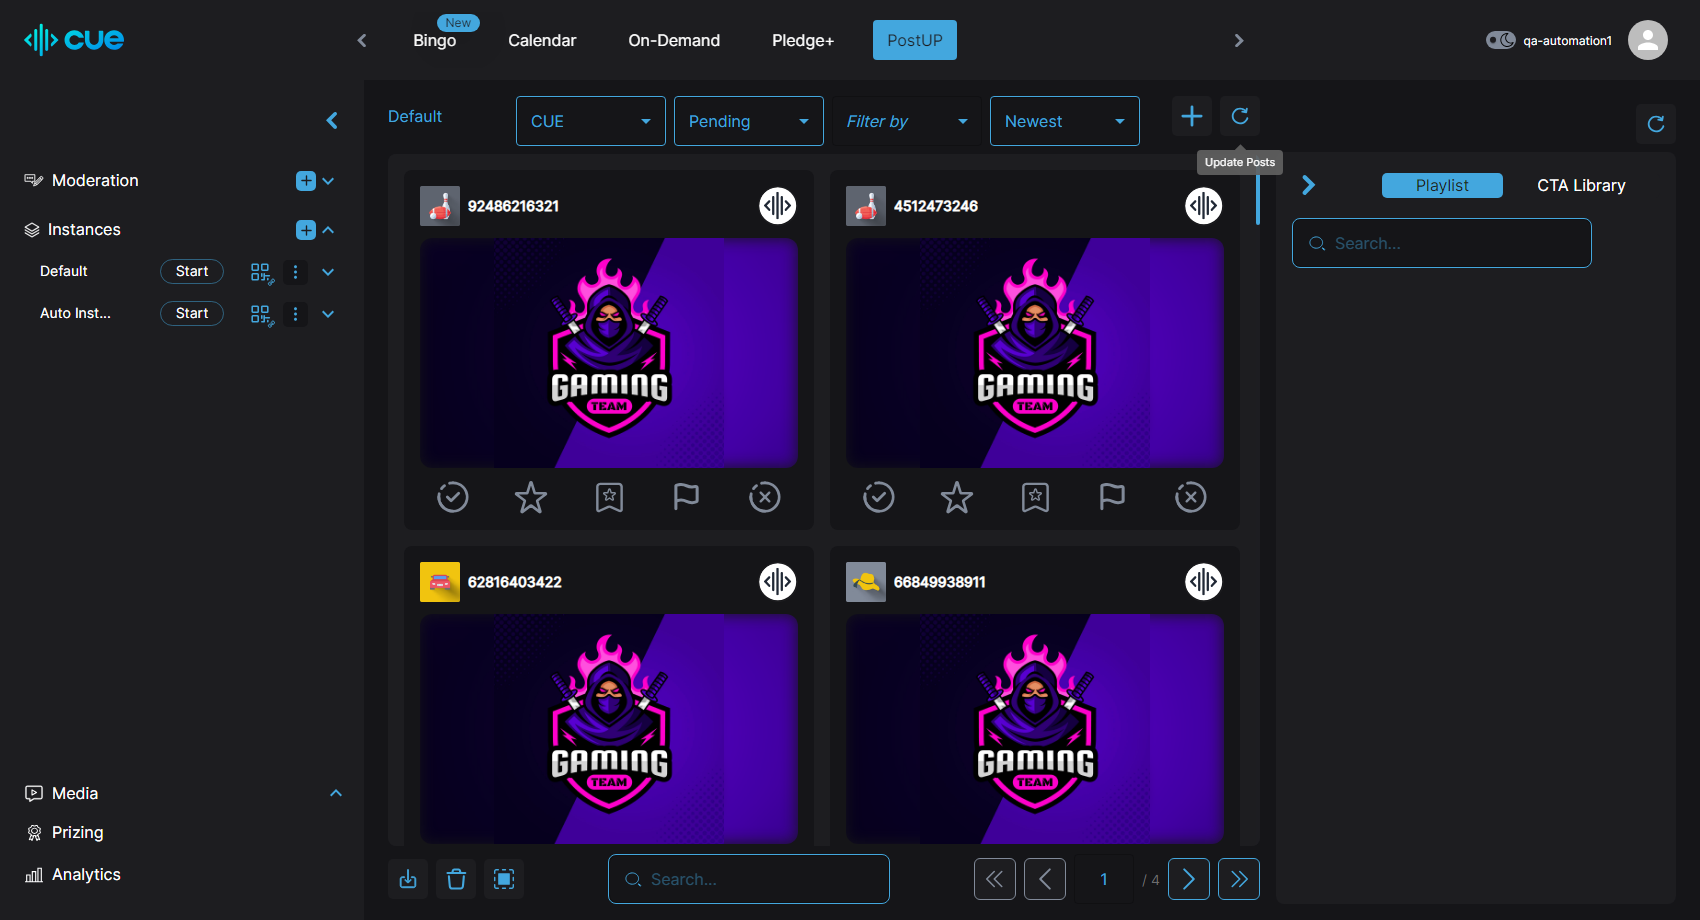 cue
New
Bingo
Calendar
On-Demand
Pledge+
PostUP
qa-automation1
Default
CUE
Pending
Filter by
Newest
Update Posts
Moderation
Instances
Default
Start
Auto Inst...
Start
Media
Prizing
Analytics
92486216321
GAMING
TEAM
4512473246
GAMING
TEAM
62816403422
GAMING
TEAM
66849938911
GAMING
TEAM
Search...
1
/ 4
Playlist
CTA Library
Search...